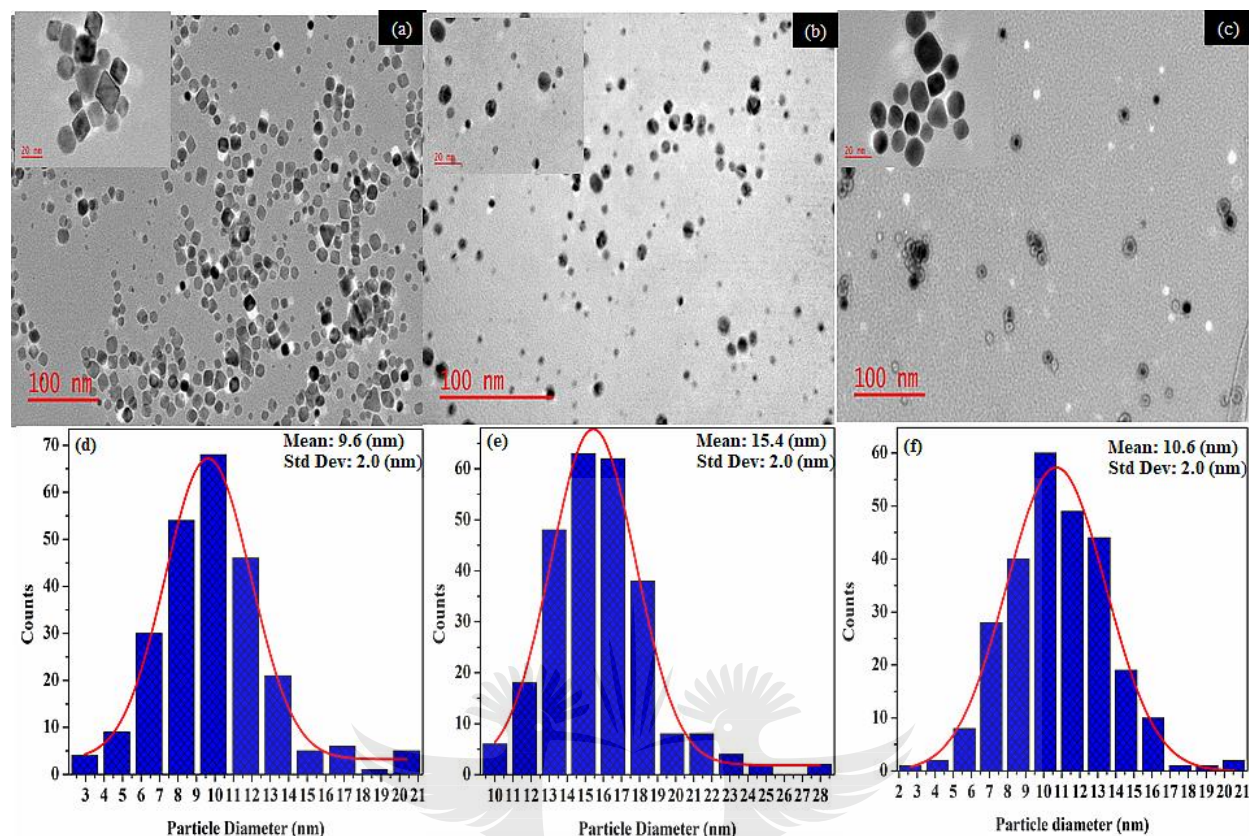 (a)
20 nm
100 nm
(b)
20 nm
100 nm
(c)
20 nm
100 nm
(d)
Mean: 9.6 (nm)
Std Dev: 2.0 (nm)
70
60
50
40
30
20
10
0
Counts
3 4 5 6 7 8 9 10 11 12 13 14 15 17 16 19 20 21
Particle Diameter (nm)
(e)
Mean: 15.4 (nm)
Std Dev: 2.0 (nm)
60
50
40
30
20
10
0
Counts
10 11 12 13 14 15 16 17 18 19 20 21 22 23 24 25 26 27 28
Particle Diameter (nm)
(f)
Mean: 10.6 (nm)
Std Dev: 2.0 (nm)
60
50
40
30
20
10
0
Counts
2 3 4 5 6 7 8 9 10 11 12 13 14 15 16 17 18 19 20 21
Particle diameter (nm)